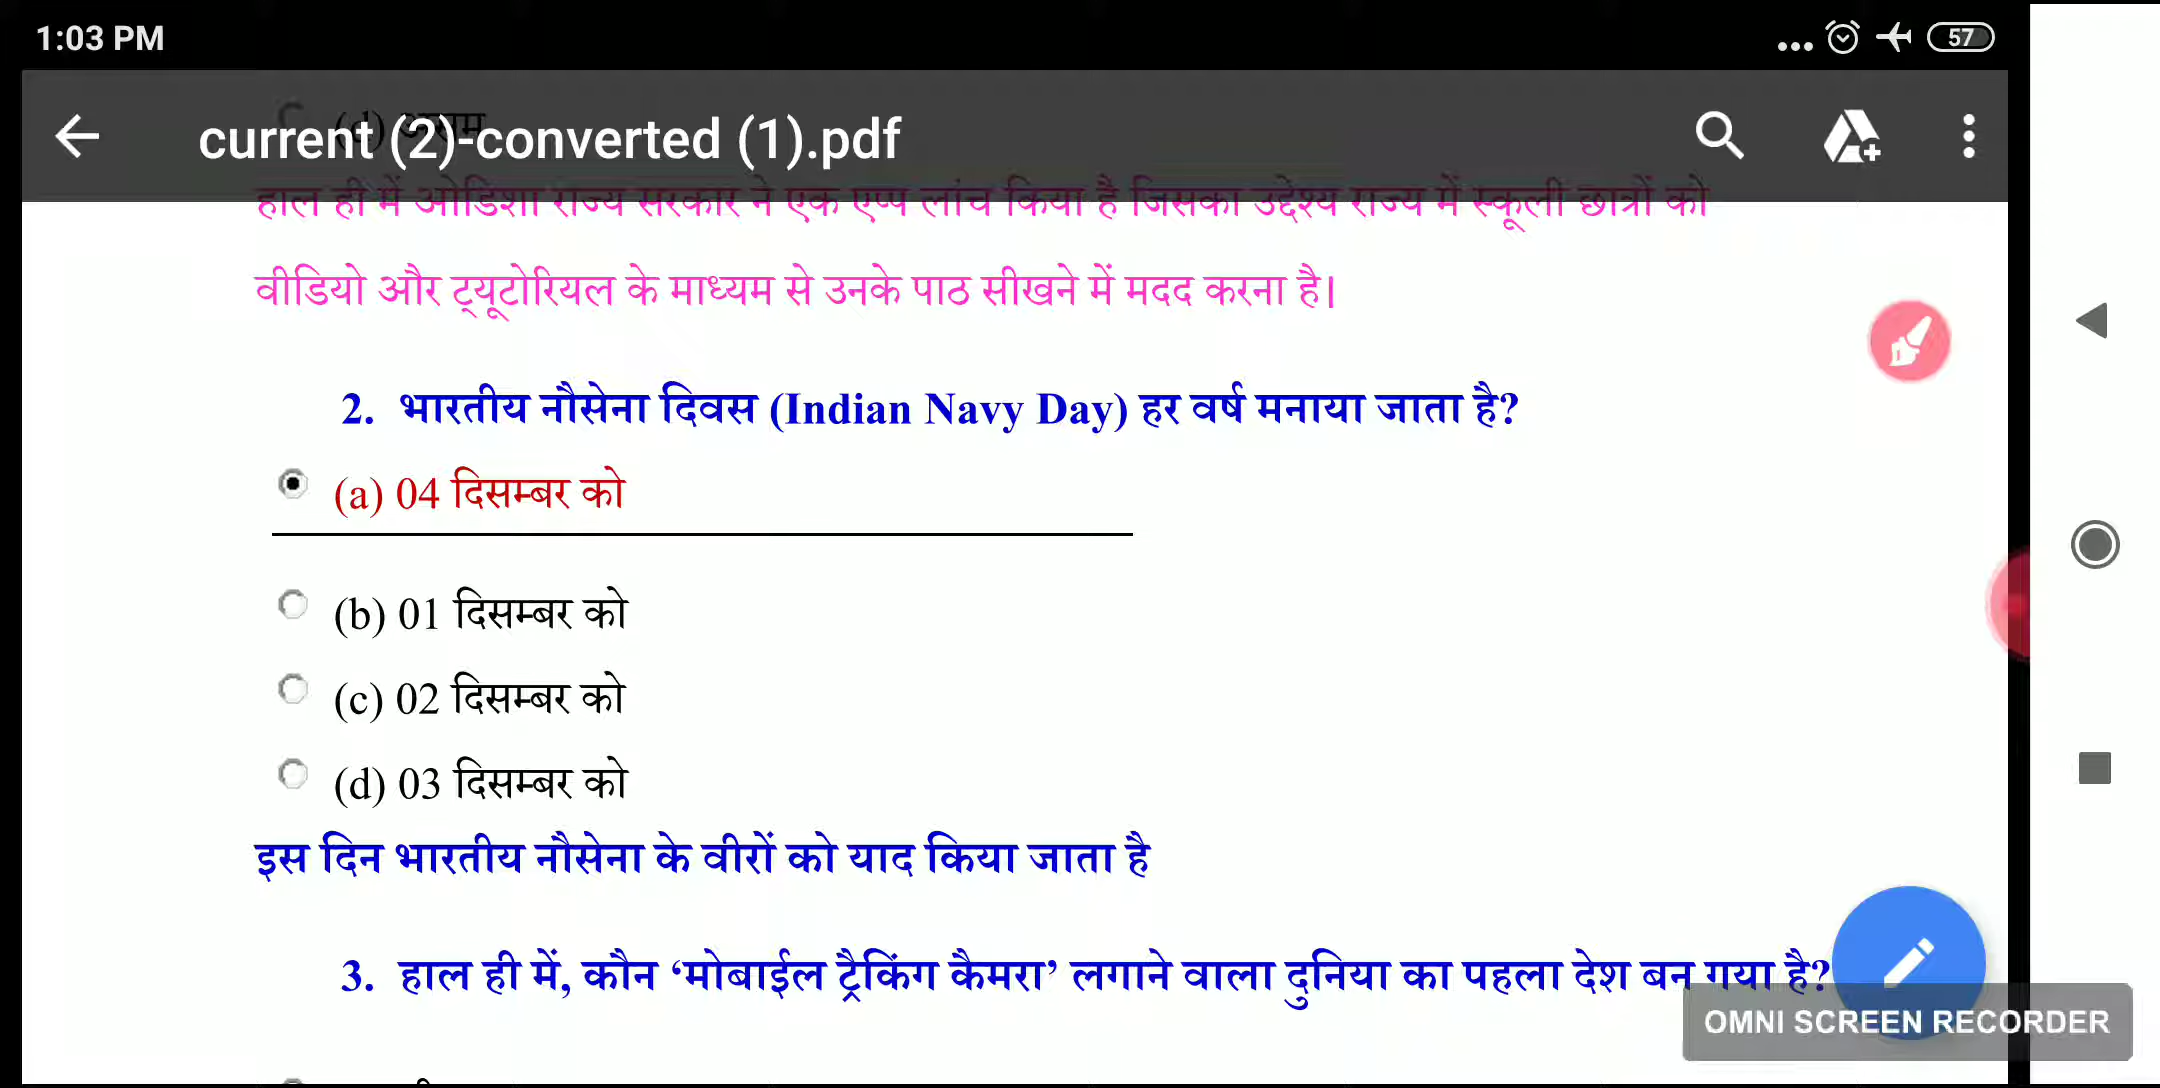 1:03 PM
57
current (2)-converted (1).pdf
हाल ही में ओडिशा राज्य सरकार ने एक एप्प लांच किया है जिसका उद्देश्य राज्य में स्कूली छात्रों को
वीडियो और ट्यूटोरियल के माध्यम से उनके पाठ सीखने में मदद करना है।
2. भारतीय नौसेना दिवस (Indian Navy Day) हर वर्ष मनाया जाता है?
(a) 04 दिसम्बर को
(b) 01 दिसम्बर को
(c) 02 दिसम्बर को
(d) 03 दिसम्बर को
इस दिन भारतीय नौसेना के वीरों को याद किया जाता है
3. हाल ही में, कौन ‘मोबाईल ट्रैकिंग कैमरा’ लगाने वाला दुनिया का पहला देश बन गया है?
OMNI SCREEN RECORDER